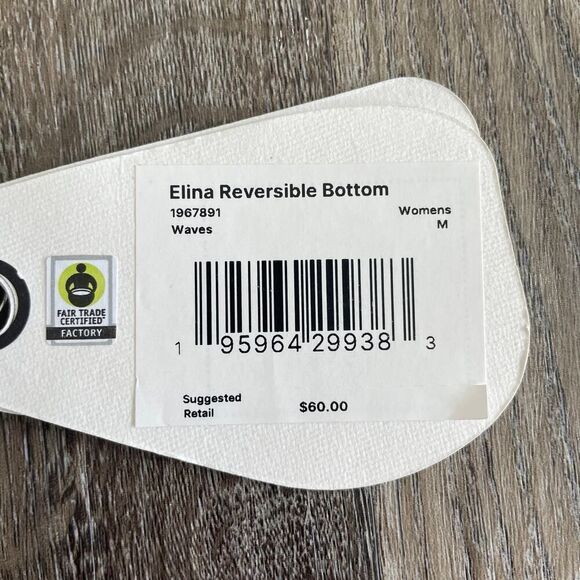 Elina Reversible Bottom
1967891 Womens
Waves M
1 95964 29938 3
Suggested
Retail $60.00
FAIR TRADE
CERTIFIED
FACTORY